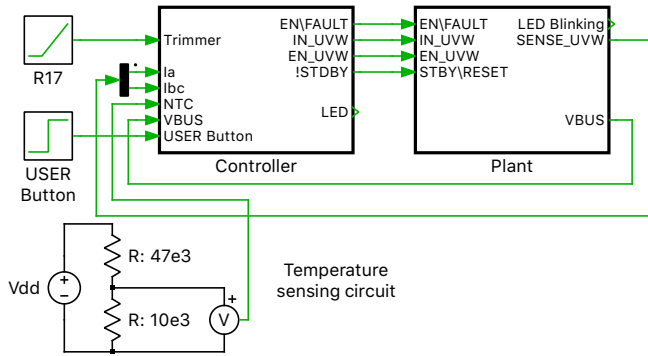 R17
USER
Button
Trimmer
Ia
Ibc
NTC
VBUS
USER Button
EN\FAULT
IN_UVW
EN_UVW
!STDBY
LED
Controller
EN\FAULT
IN_UVW
EN_UVW
STBY\RESET
LED Blinking
SENSE_UVW
VBUS
Plant
Vdd
+
−
R: 47e3
R: 10e3
+
V
Temperature
sensing circuit